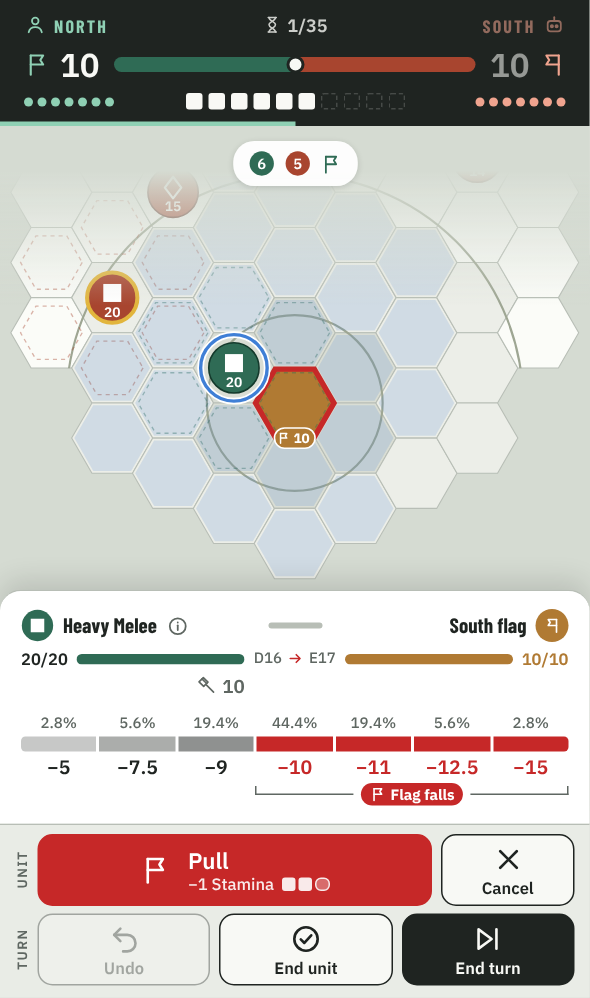 NORTH
1/35
SOUTH
10
10
6 5
15
20
20
10
Heavy Melee
South flag
20/20
D16 → E17
10/10
10
2.8% 5.6% 19.4% 44.4% 19.4% 5.6% 2.8%
−5 −7.5 −9 −10 −11 −12.5 −15
Flag falls
UNIT
Pull
−1 Stamina
Cancel
TURN
Undo
End unit
End turn